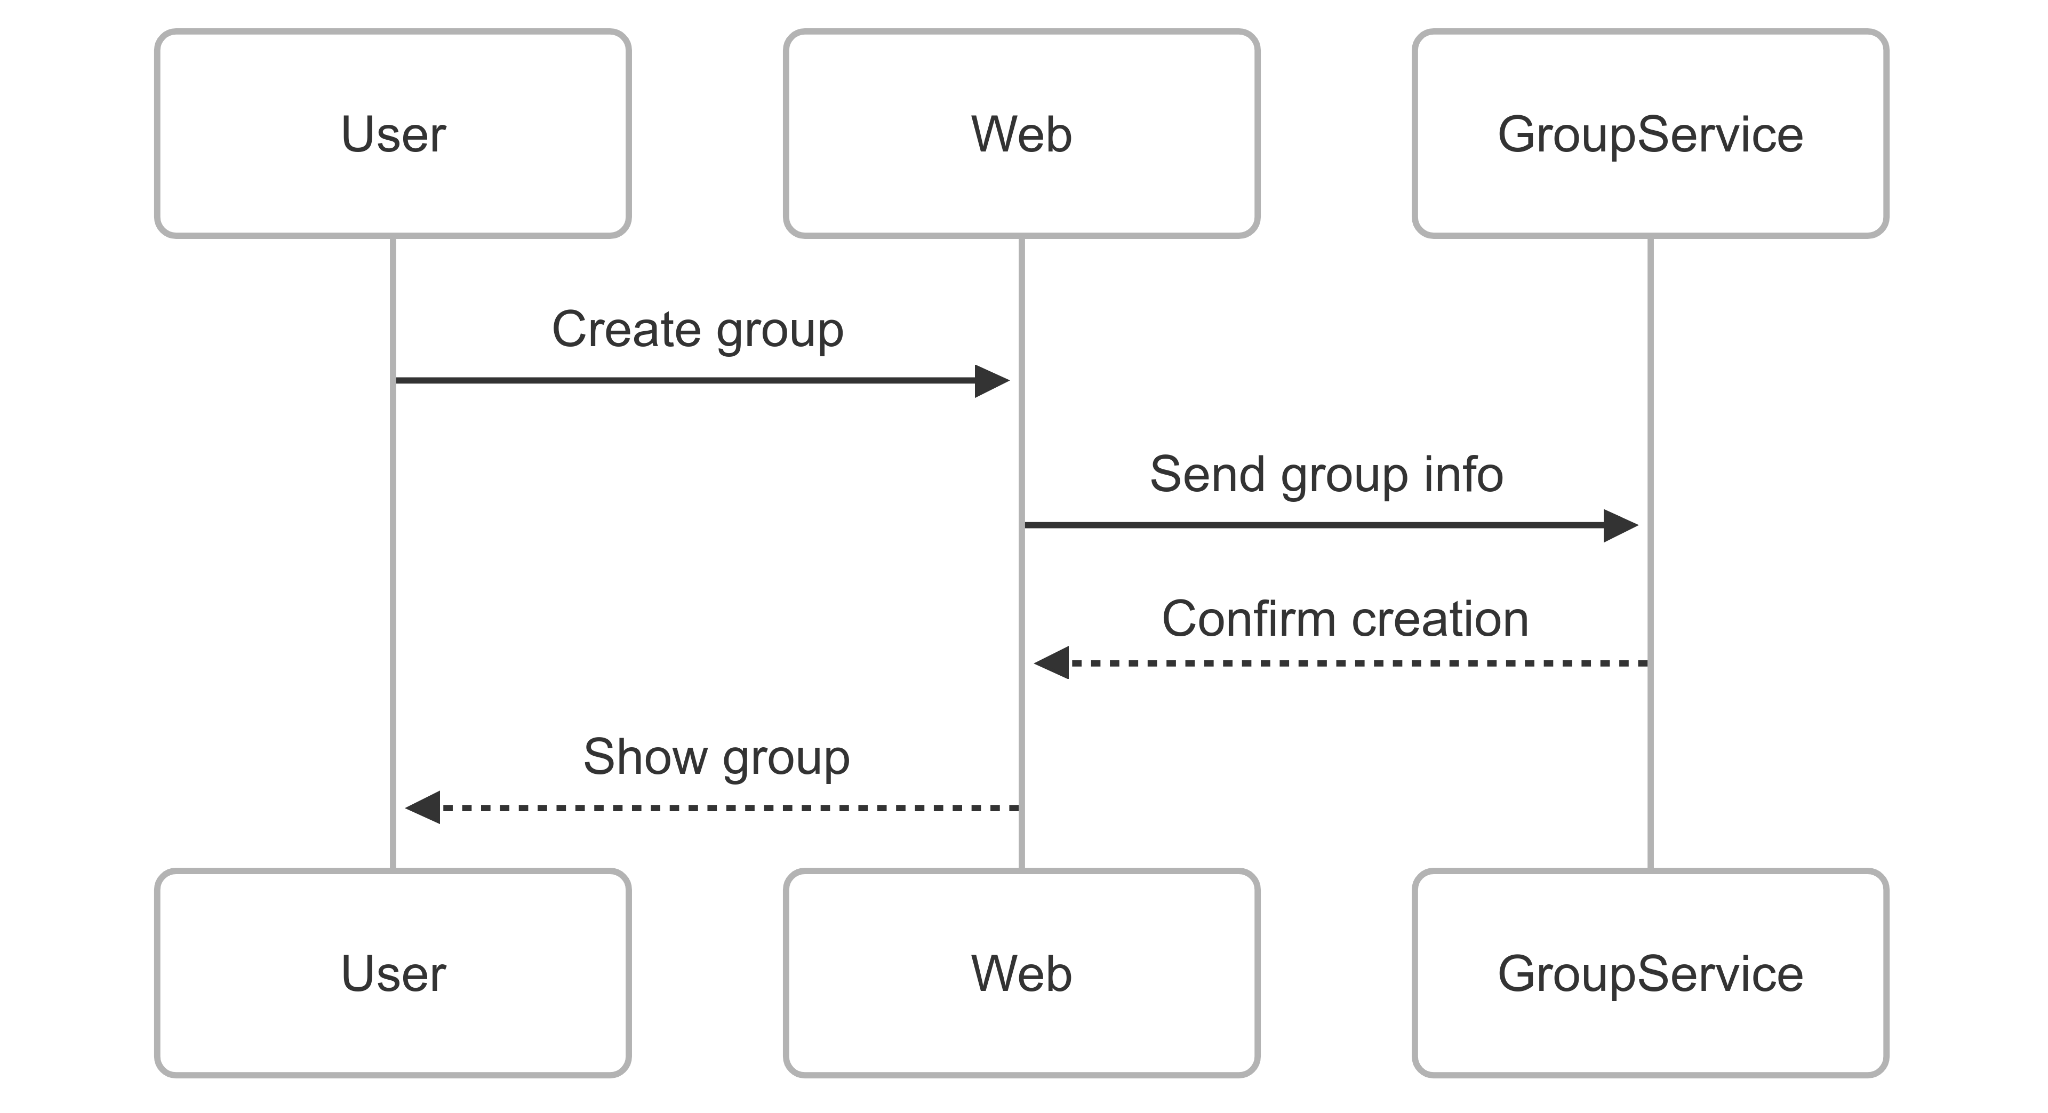 User
Web
GroupService
Create group
Send group info
Confirm creation
Show group
User
Web
GroupService